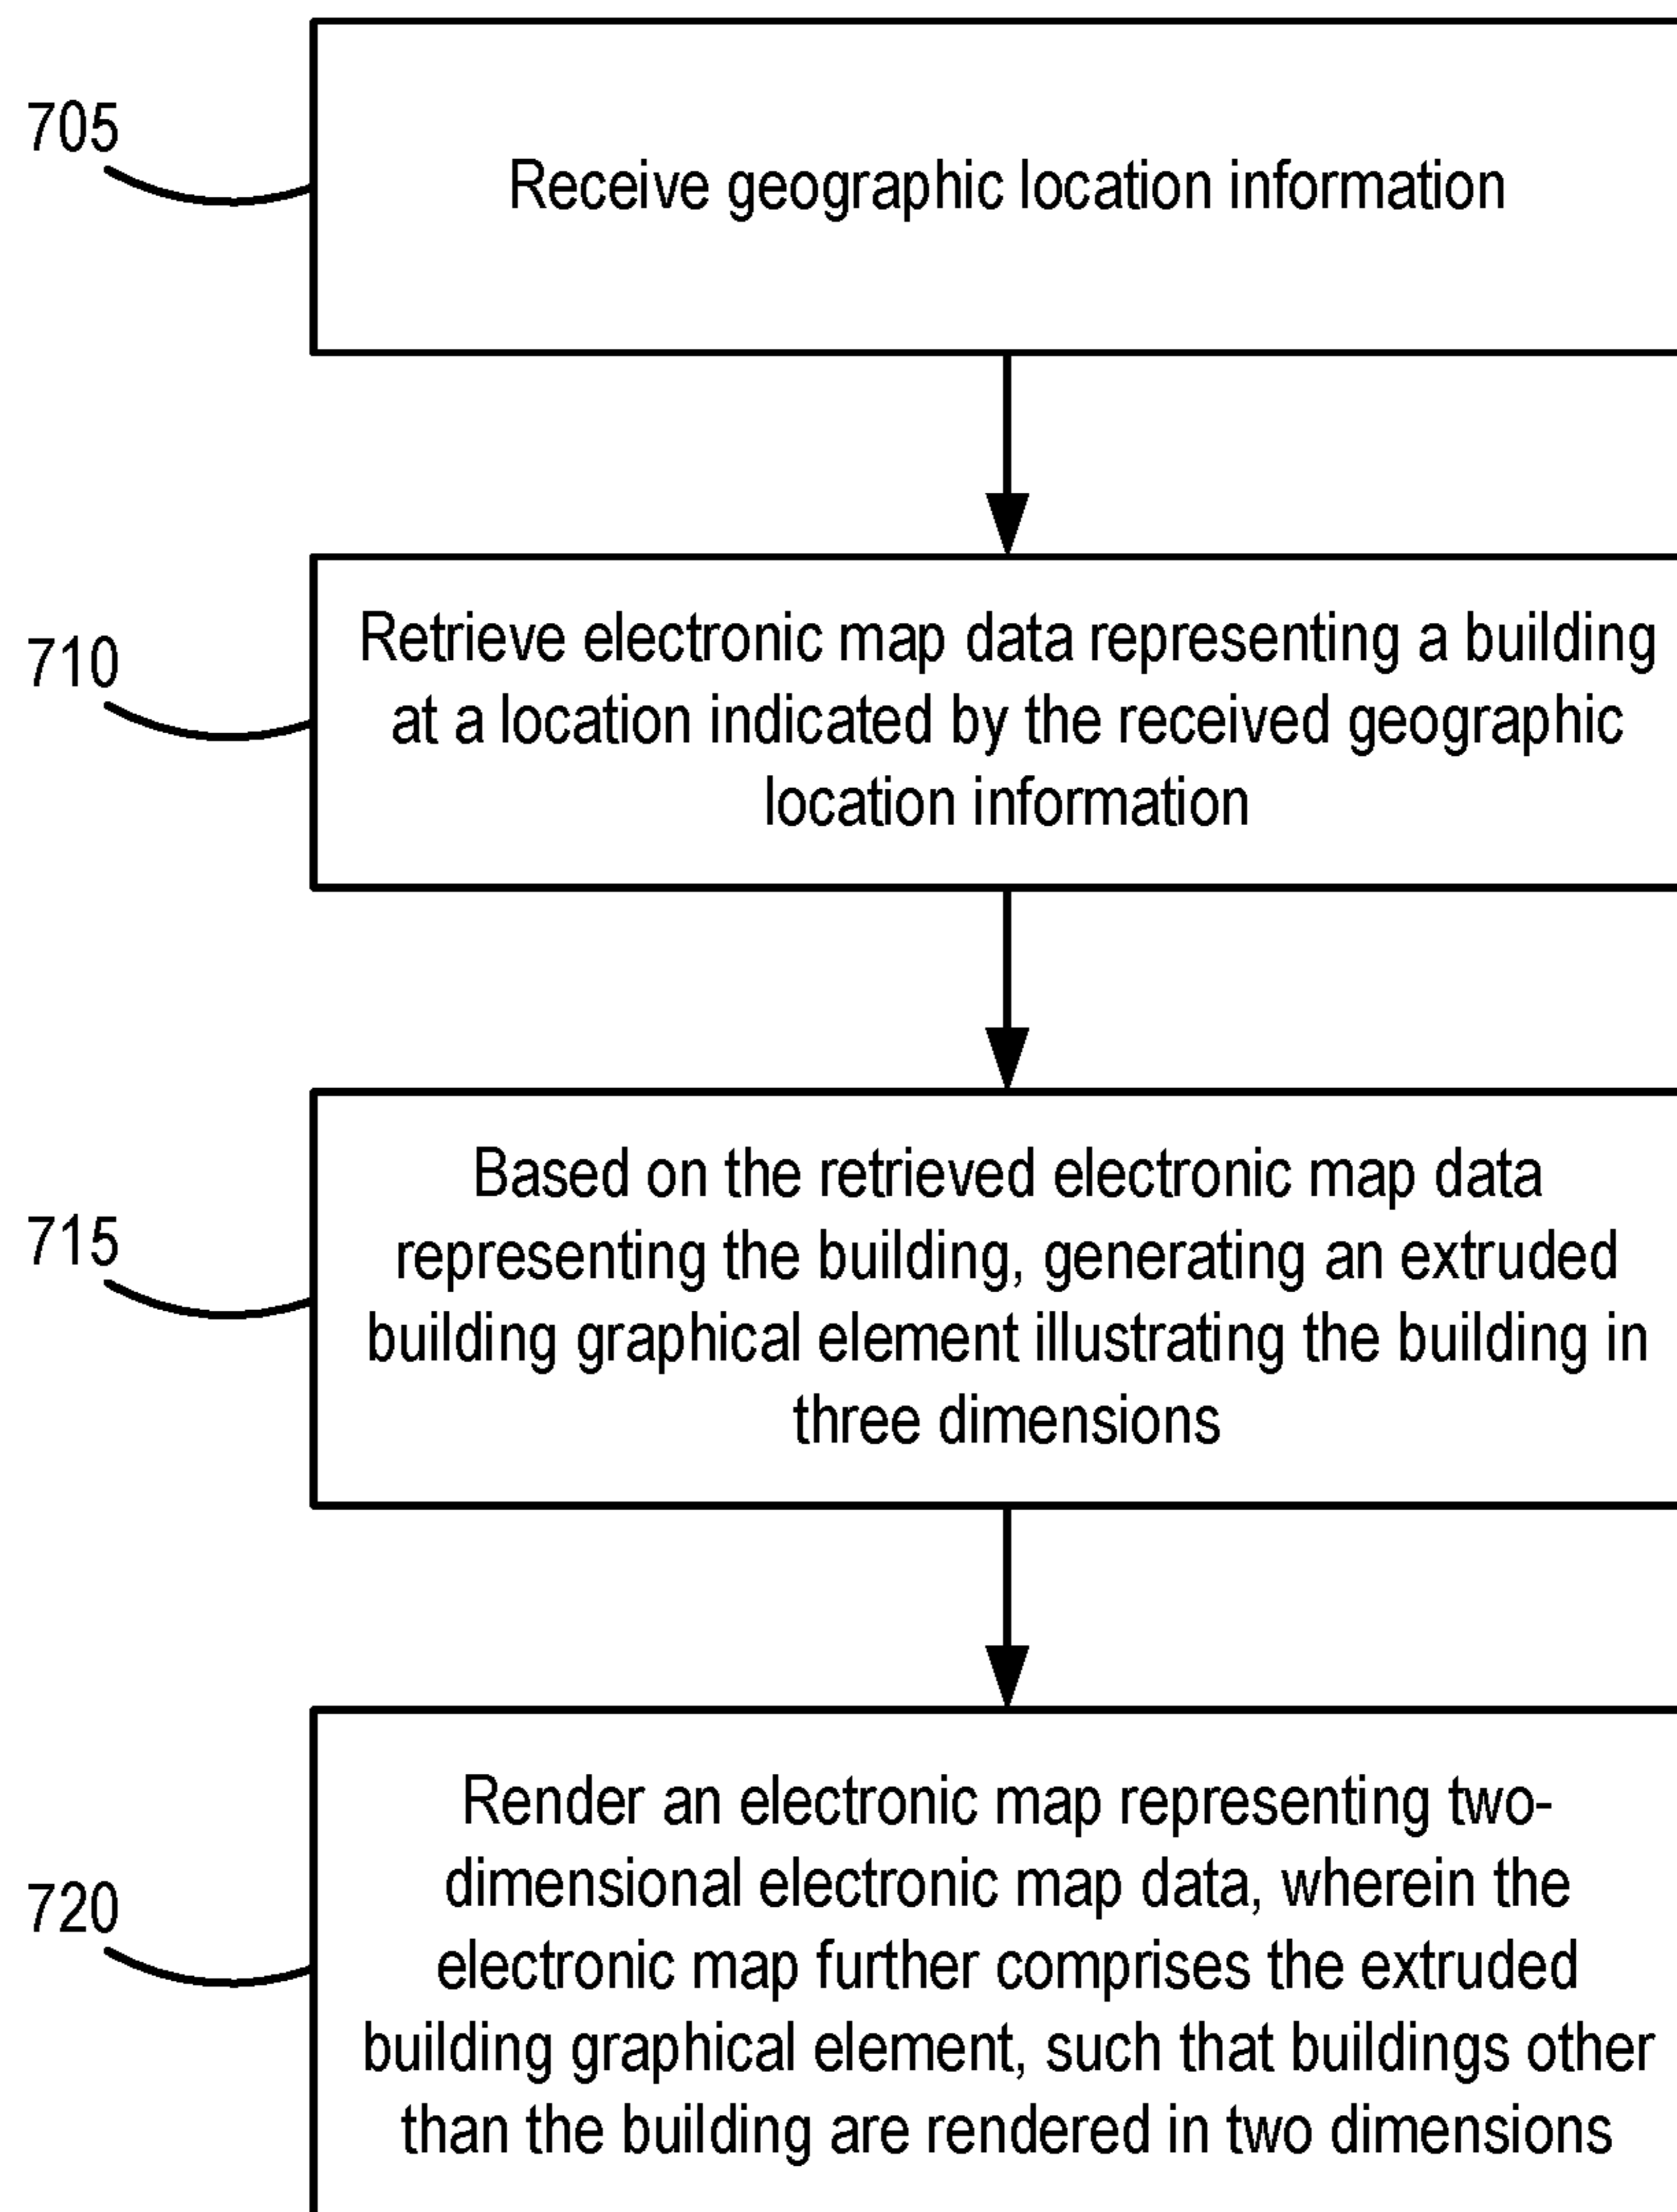 705
Receive geographic location information
710
Retrieve electronic map data representing a building
at a location indicated by the received geographic
location information
715
Based on the retrieved electronic map data
representing the building, generating an extruded
building graphical element illustrating the building in
three dimensions
720
Render an electronic map representing two-
dimensional electronic map data, wherein the
electronic map further comprises the extruded
building graphical element, such that buildings other
than the building are rendered in two dimensions